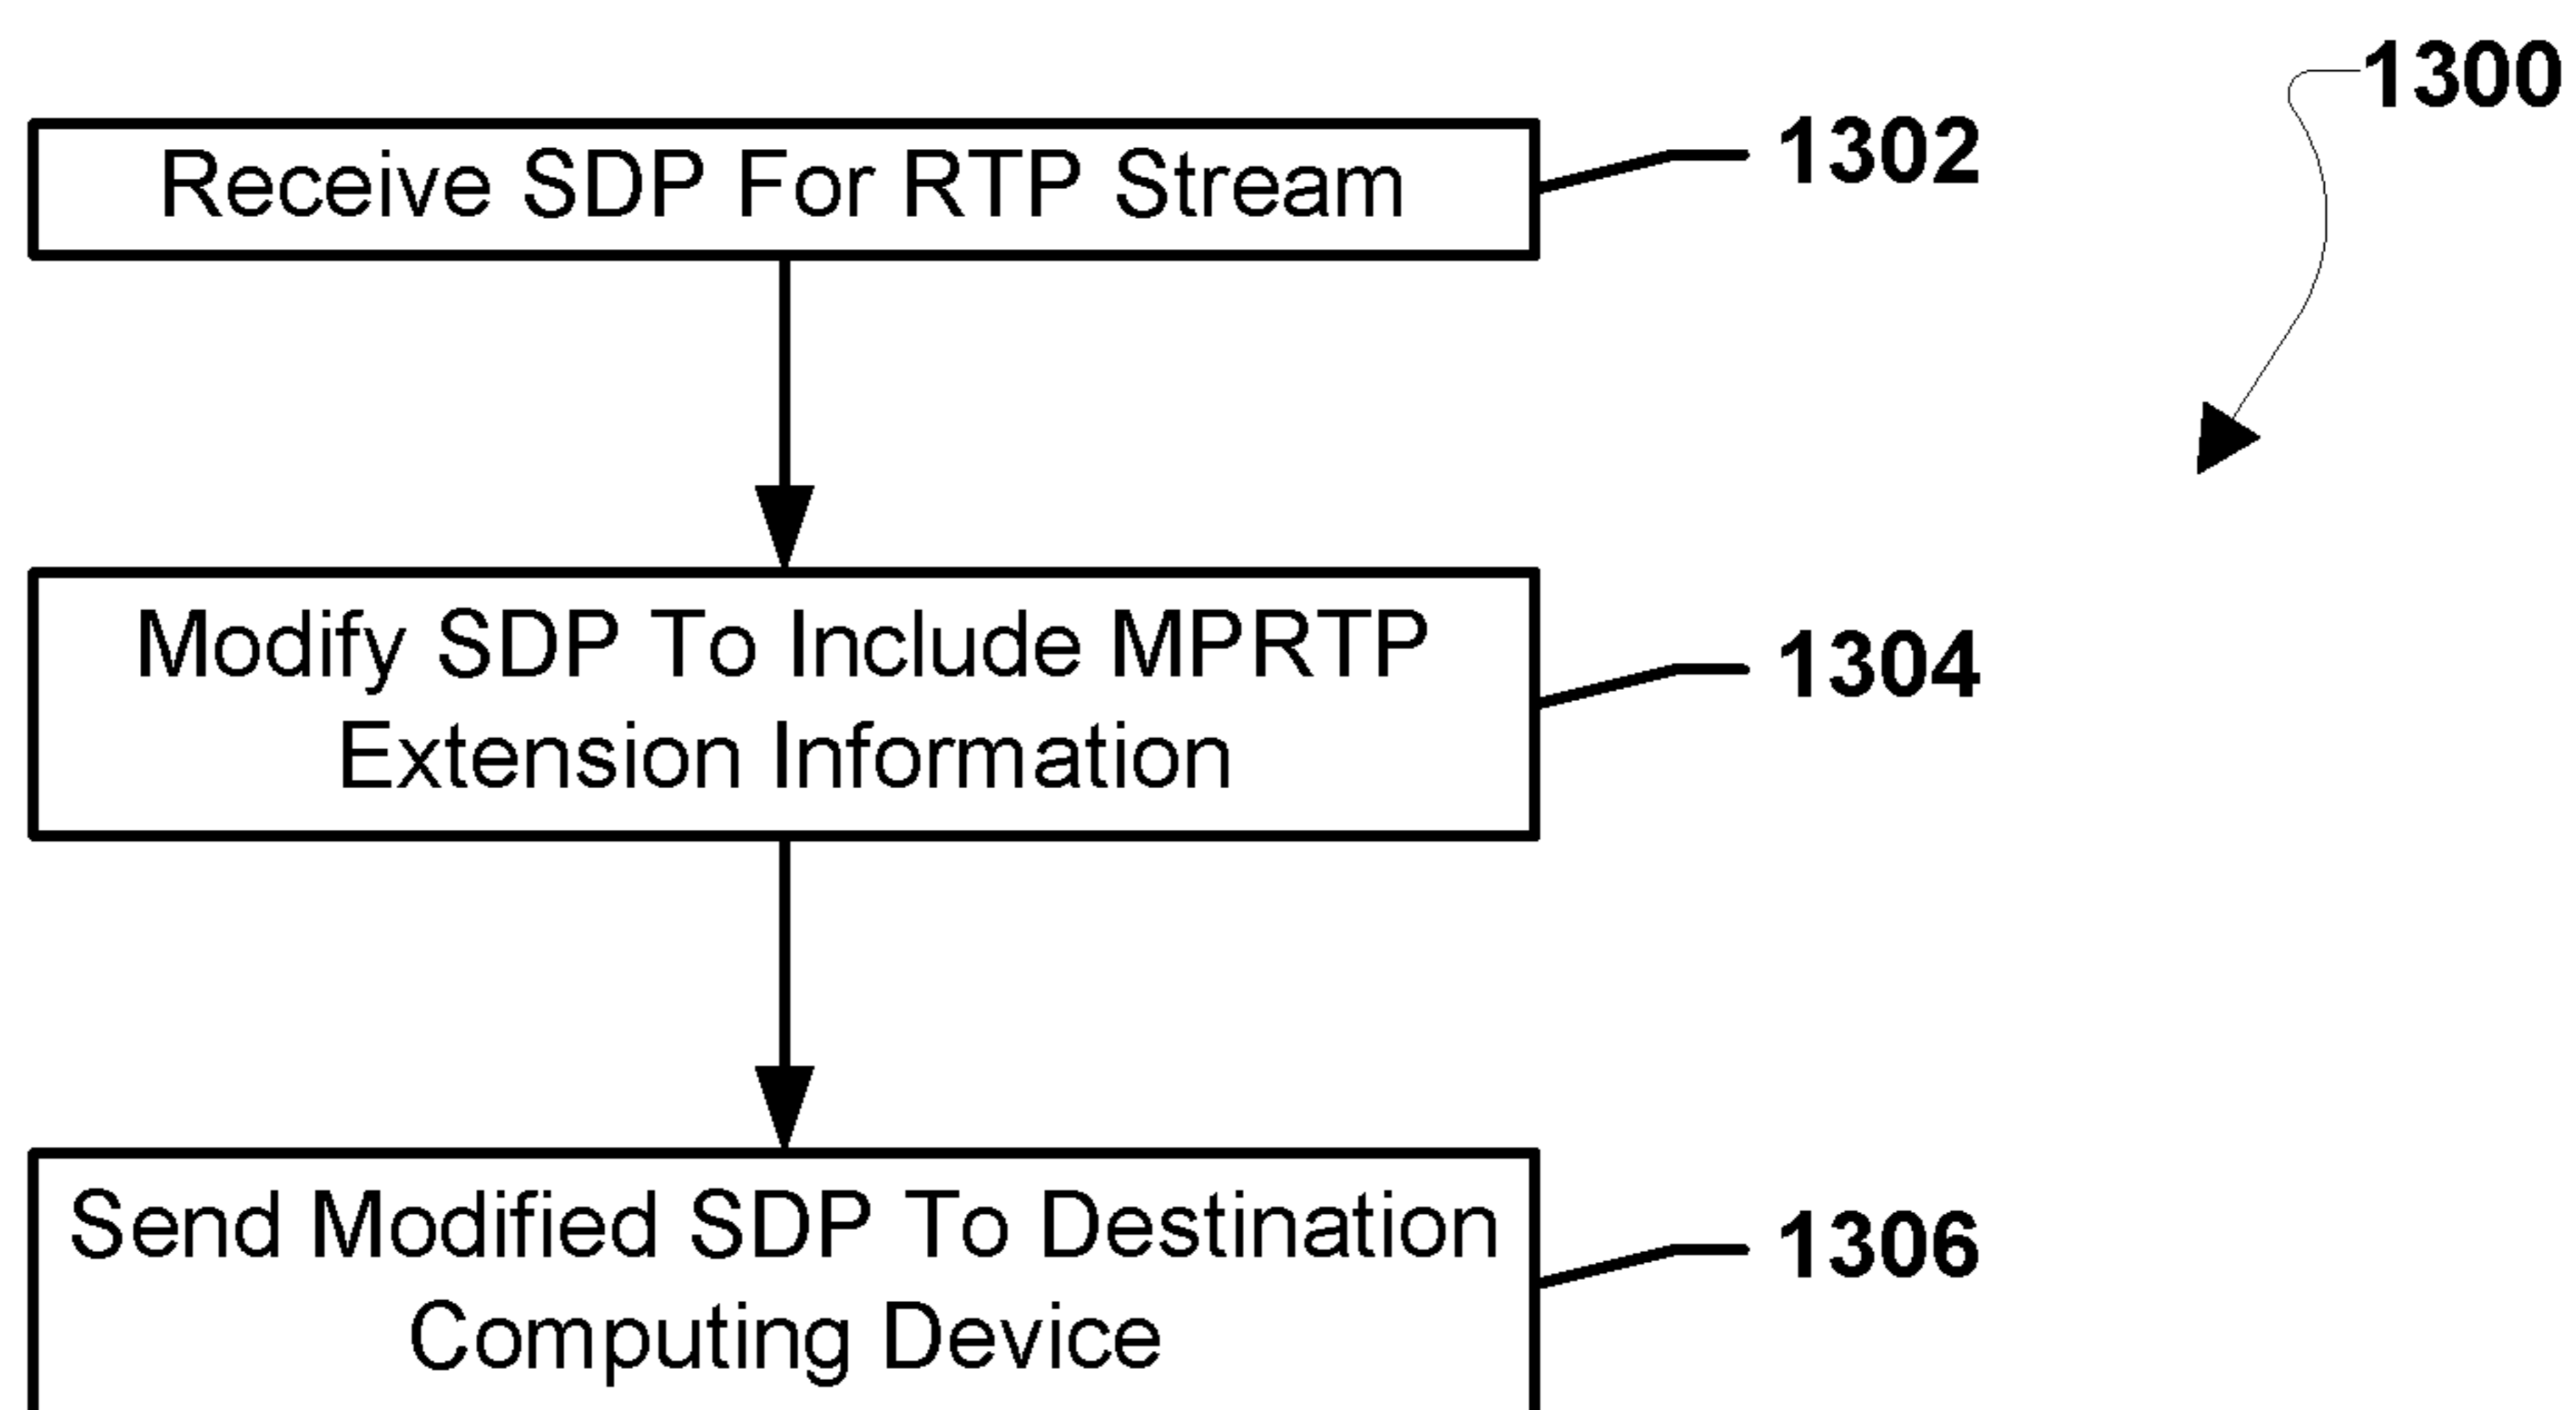 1300
Receive SDP For RTP Stream
1302
Modify SDP To Include MPRTP
Extension Information
1304
Send Modified SDP To Destination
Computing Device
1306